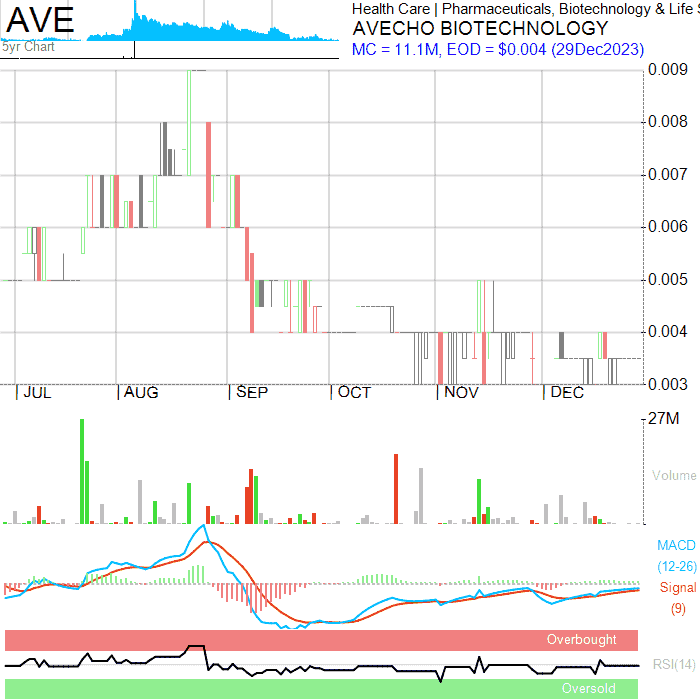 AVE
5yr Chart
Health Care | Pharmaceuticals, Biotechnology & Life S
AVECHO BIOTECHNOLOGY
MC = 11.1M, EOD = $0.004 (29Dec2023)
0.009
0.008
0.007
0.006
0.005
0.004
0.003
JUL AUG SEP OCT NOV DEC
27M
Volume
MACD
(12-26)
Signal
(9)
Overbought
RSI(14)
Oversold